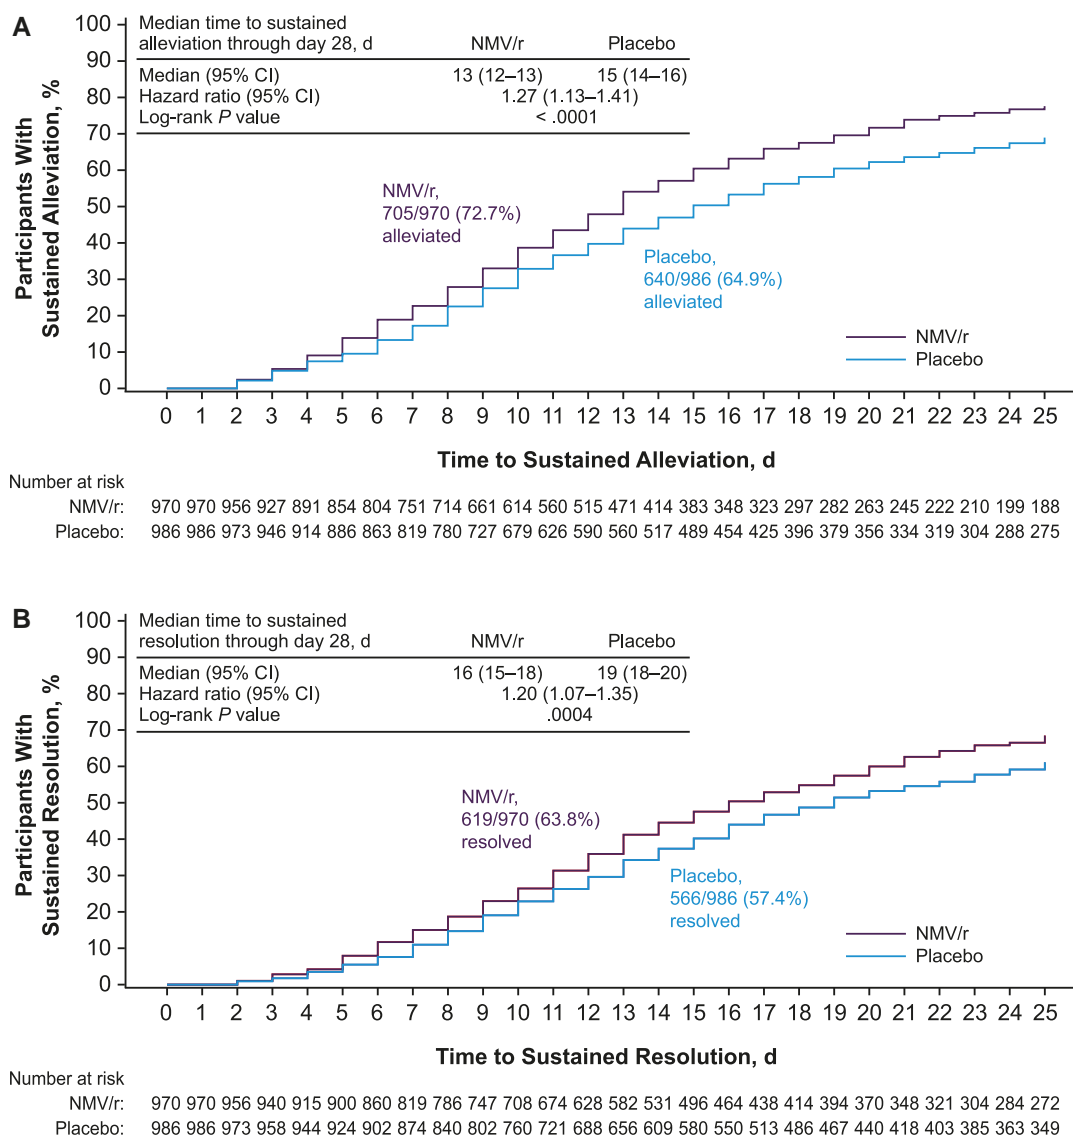 A
Median time to sustained
alleviation through day 28, d NMV/r Placebo
Median (95% CI) 13 (12–13) 15 (14–16)
Hazard ratio (95% CI) 1.27 (1.13–1.41)
Log-rank P value < .0001
Participants With
Sustained Alleviation, %
100
90
80
70
60
50
40
30
20
10
0
NMV/r,
705/970 (72.7%)
alleviated
Placebo,
640/986 (64.9%)
alleviated
NMV/r
Placebo
0 1 2 3 4 5 6 7 8 9 10 11 12 13 14 15 16 17 18 19 20 21 22 23 24 25
Time to Sustained Alleviation, d
Number at risk
NMV/r: 970 970 956 927 891 854 804 751 714 661 614 560 515 471 414 383 348 323 297 282 263 245 222 210 199 188
Placebo: 986 986 973 946 914 886 863 819 780 727 679 626 590 560 517 489 454 425 396 379 356 334 319 304 288 275
B
Median time to sustained
resolution through day 28, d NMV/r Placebo
Median (95% CI) 16 (15–18) 19 (18–20)
Hazard ratio (95% CI) 1.20 (1.07–1.35)
Log-rank P value .0004
Participants With
Sustained Resolution, %
100
90
80
70
60
50
40
30
20
10
0
NMV/r,
619/970 (63.8%)
resolved
Placebo,
566/986 (57.4%)
resolved
NMV/r
Placebo
0 1 2 3 4 5 6 7 8 9 10 11 12 13 14 15 16 17 18 19 20 21 22 23 24 25
Time to Sustained Resolution, d
Number at risk
NMV/r: 970 970 956 940 915 900 860 819 786 747 708 674 628 582 531 496 464 438 414 394 370 348 321 304 284 272
Placebo: 986 986 973 958 944 924 902 874 840 802 760 721 688 656 609 580 550 513 486 467 440 418 403 385 363 349